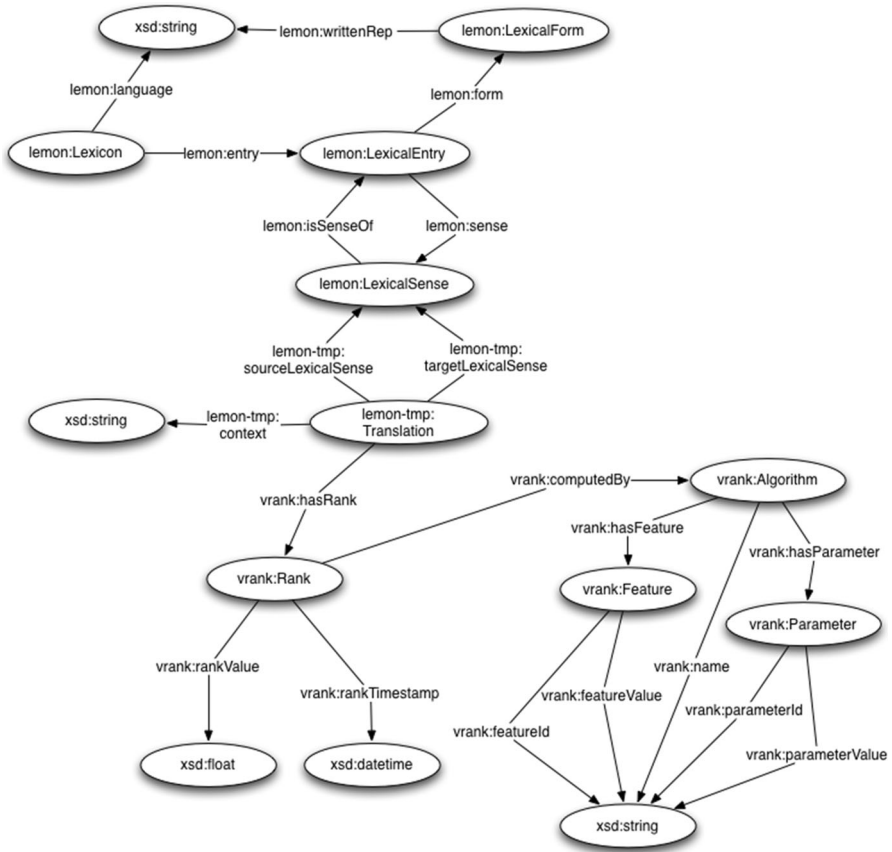 xsd:string
lemon:writtenRep
lemon:LexicalForm
lemon:language
lemon:form
lemon:Lexicon
lemon:entry
lemon:LexicalEntry
lemon:isSenseOf
lemon:sense
lemon:LexicalSense
lemon-tmp:
sourceLexicalSense
lemon-tmp:
targetLexicalSense
xsd:string
lemon-tmp:
context
lemon-tmp:
Translation
vrank:hasRank
vrank:computedBy
vrank:Algorithm
vrank:hasFeature
vrank:hasParameter
vrank:Rank
vrank:Feature
vrank:Parameter
vrank:rankValue
vrank:rankTimestamp
vrank:name
vrank:featureValue
vrank:parameterId
vrank:featureId
vrank:parameterValue
xsd:float
xsd:datetime
xsd:string